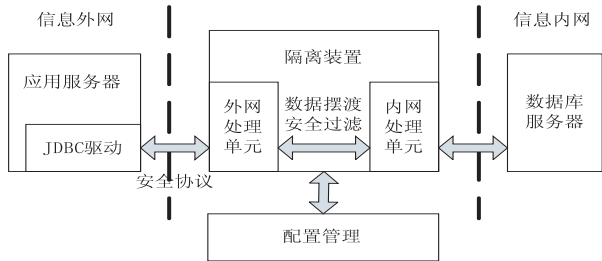 信息外网
信息内网
应用服务器
JDBC驱动
安全协议
隔离装置
外网
处理
单元
数据摆渡
安全过滤
内网
处理
单元
数据库
服务器
配置管理